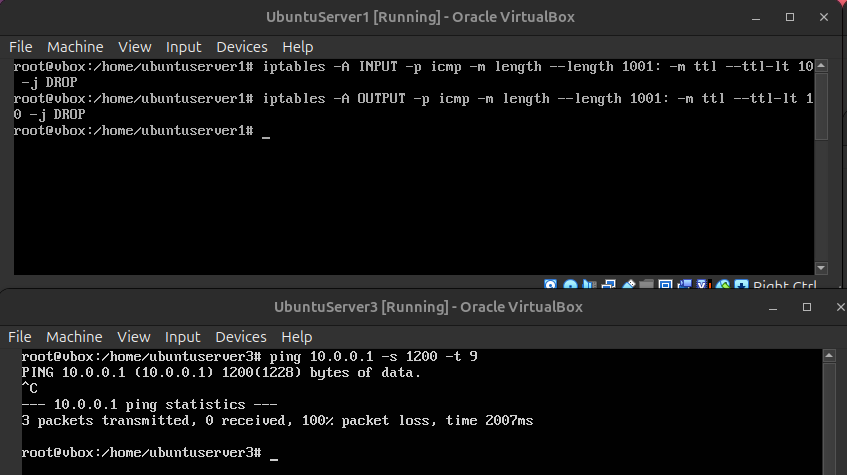 UbuntuServer1 [Running] - Oracle VirtualBox
File Machine View Input Devices Help
root@vbox:/home/ubuntuserver1# iptables -A INPUT -p icmp -m length --length 1001: -m ttl --ttl-lt 10
-j DROP
root@vbox:/home/ubuntuserver1# iptables -A OUTPUT -p icmp -m length --length 1001: -m ttl --ttl-lt 1
0 -j DROP
root@vbox:/home/ubuntuserver1# _
Right Ctrl
UbuntuServer3 [Running] - Oracle VirtualBox
File Machine View Input Devices Help
root@vbox:/home/ubuntuserver3# ping 10.0.0.1 -s 1200 -t 9
PING 10.0.0.1 (10.0.0.1) 1200(1228) bytes of data.
^C
--- 10.0.0.1 ping statistics ---
3 packets transmitted, 0 received, 100% packet loss, time 2007ms
root@vbox:/home/ubuntuserver3# _